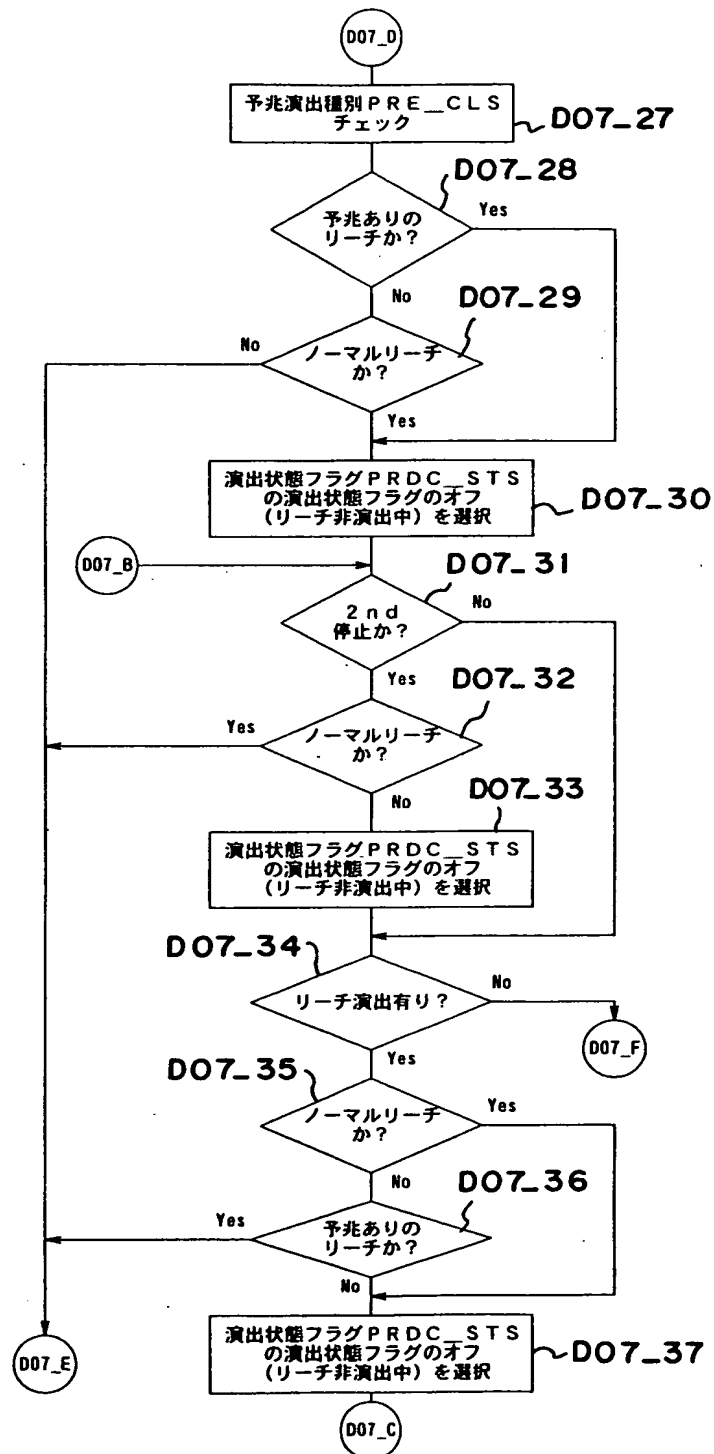 D07_D
予兆演出種別PRE__CLS
チェック
D07_27
D07_28
予兆ありの
リーチか?
Yes
No
D07_29
No
ノーマルリーチ
か?
Yes
演出状態フラグPRDC__STS
の演出状態フラグのオフ
(リーチ非演出中)を選択
D07_30
D07_B
D07_31
2nd
停止か?
No
Yes
D07_32
Yes
ノーマルリーチ
か?
No
D07_33
演出状態フラグPRDC__STS
の演出状態フラグのオフ
(リーチ非演出中)を選択
D07_34
リーチ演出有り?
No
D07_F
Yes
D07_35
ノーマルリーチ
か?
Yes
No
D07_36
Yes
予兆ありの
リーチか?
No
演出状態フラグPRDC__STS
の演出状態フラグのオフ
(リーチ非演出中)を選択
D07_37
D07_E
D07_C